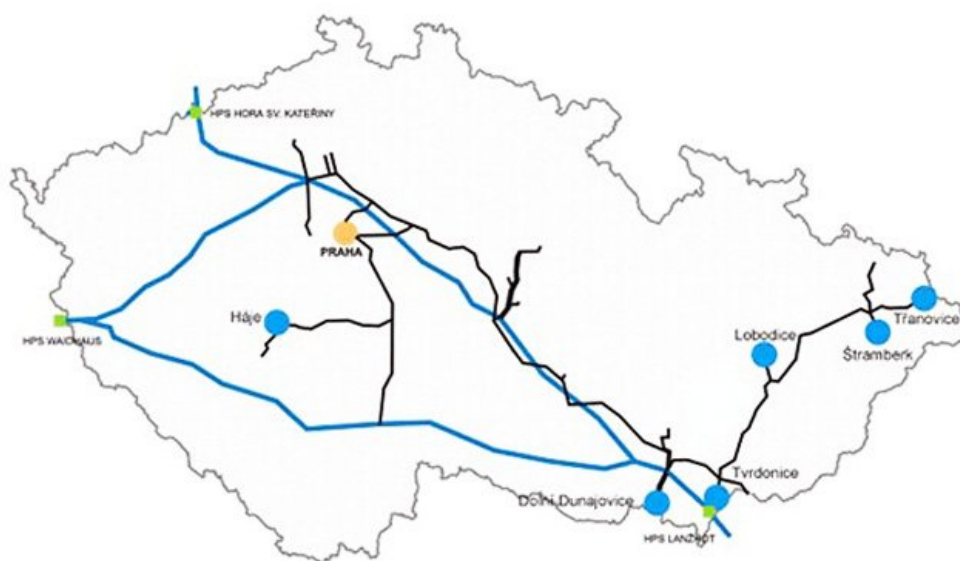 HPS HORA SV. KATEŘINY
PRAHA
Háje
HPS WAIDHAUS
Lobodice
Třanovice
Štramberk
Tvrdonice
Dolní Dunajovice
HPS LANŽHOT